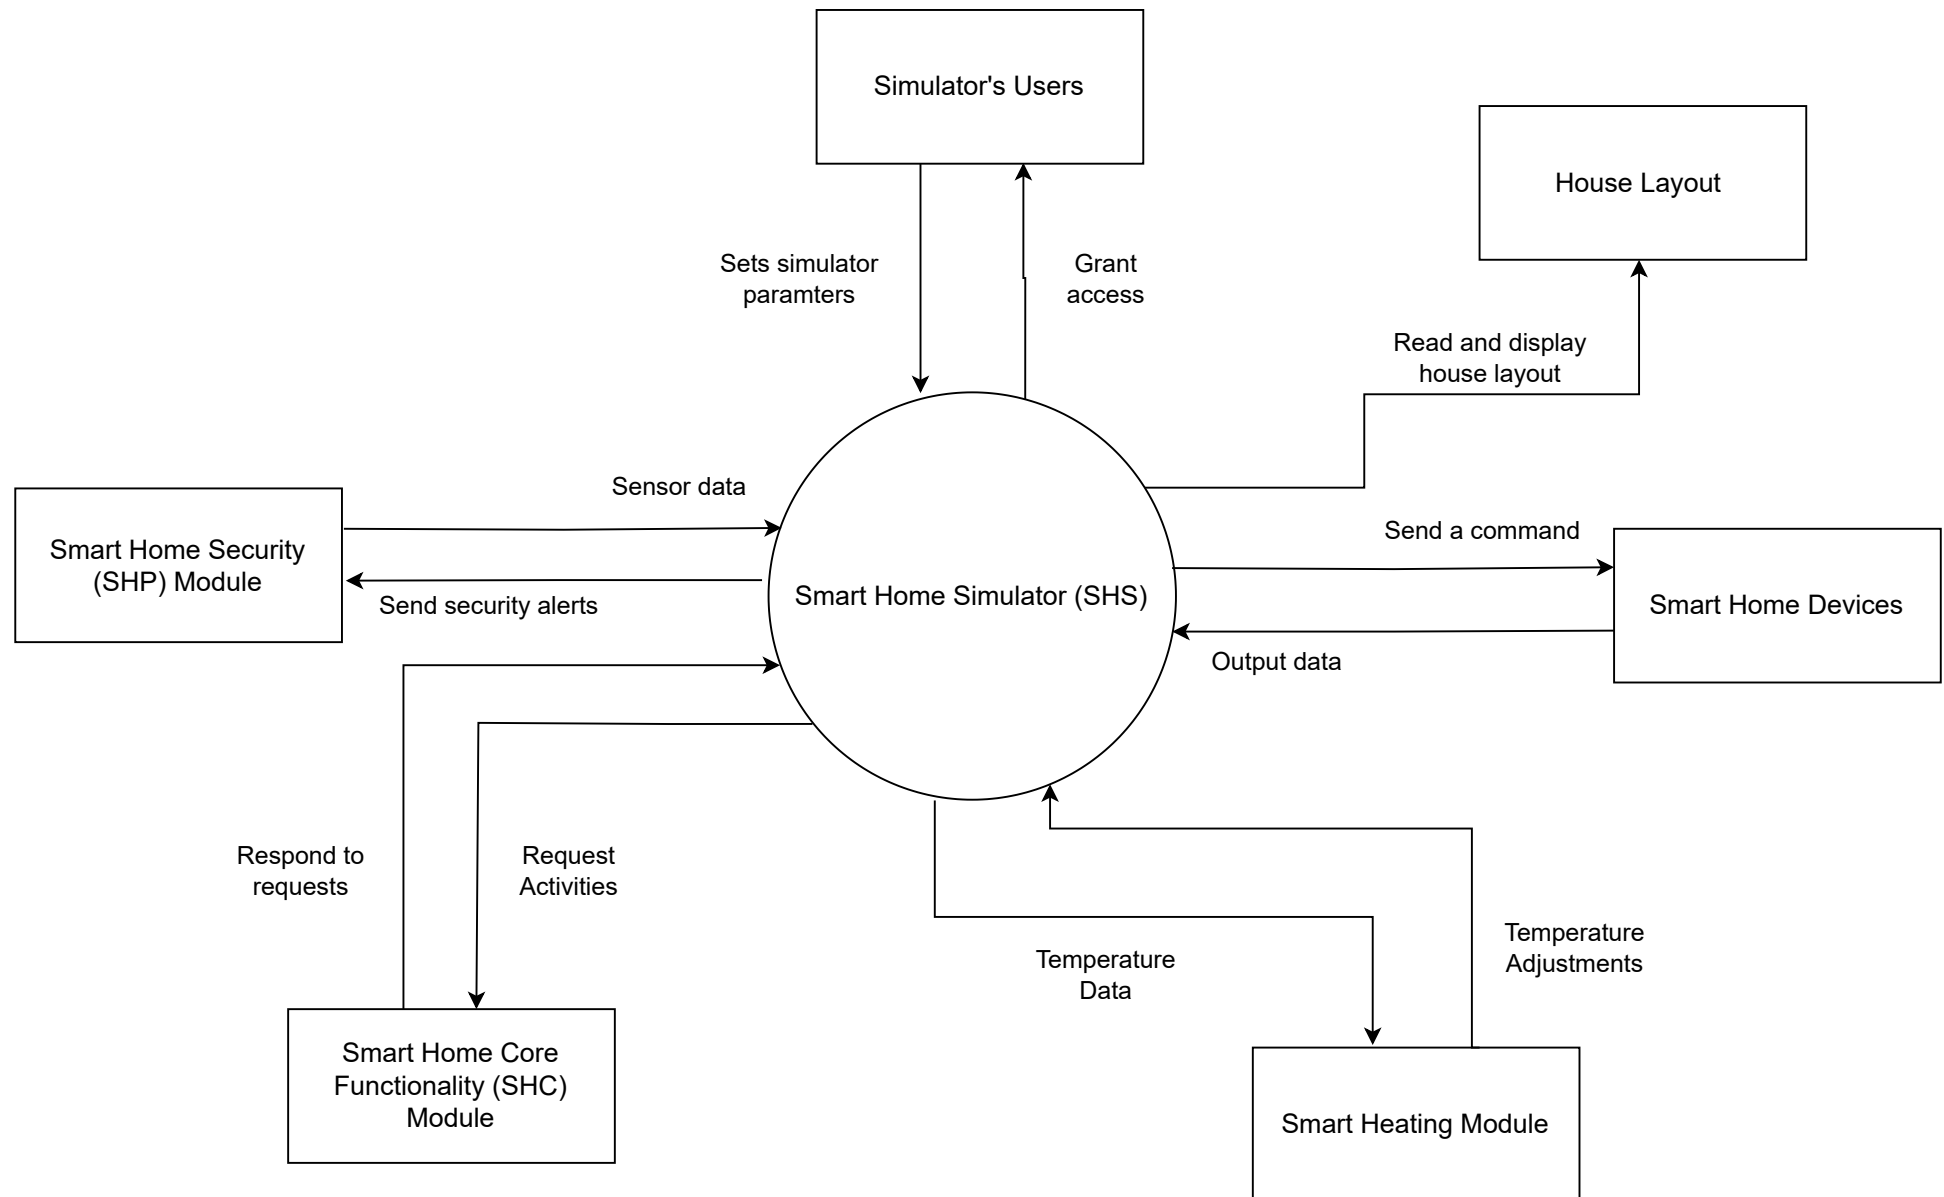 Simulator's Users
House Layout
Sets simulator
paramters
Grant
access
Read and display
house layout
Sensor data
Send a command
Smart Home Security
(SHP) Module
Send security alerts
Smart Home Simulator (SHS)
Smart Home Devices
Output data
Respond to
requests
Request
Activities
Temperature
Data
Temperature
Adjustments
Smart Home Core
Functionality (SHC)
Module
Smart Heating Module